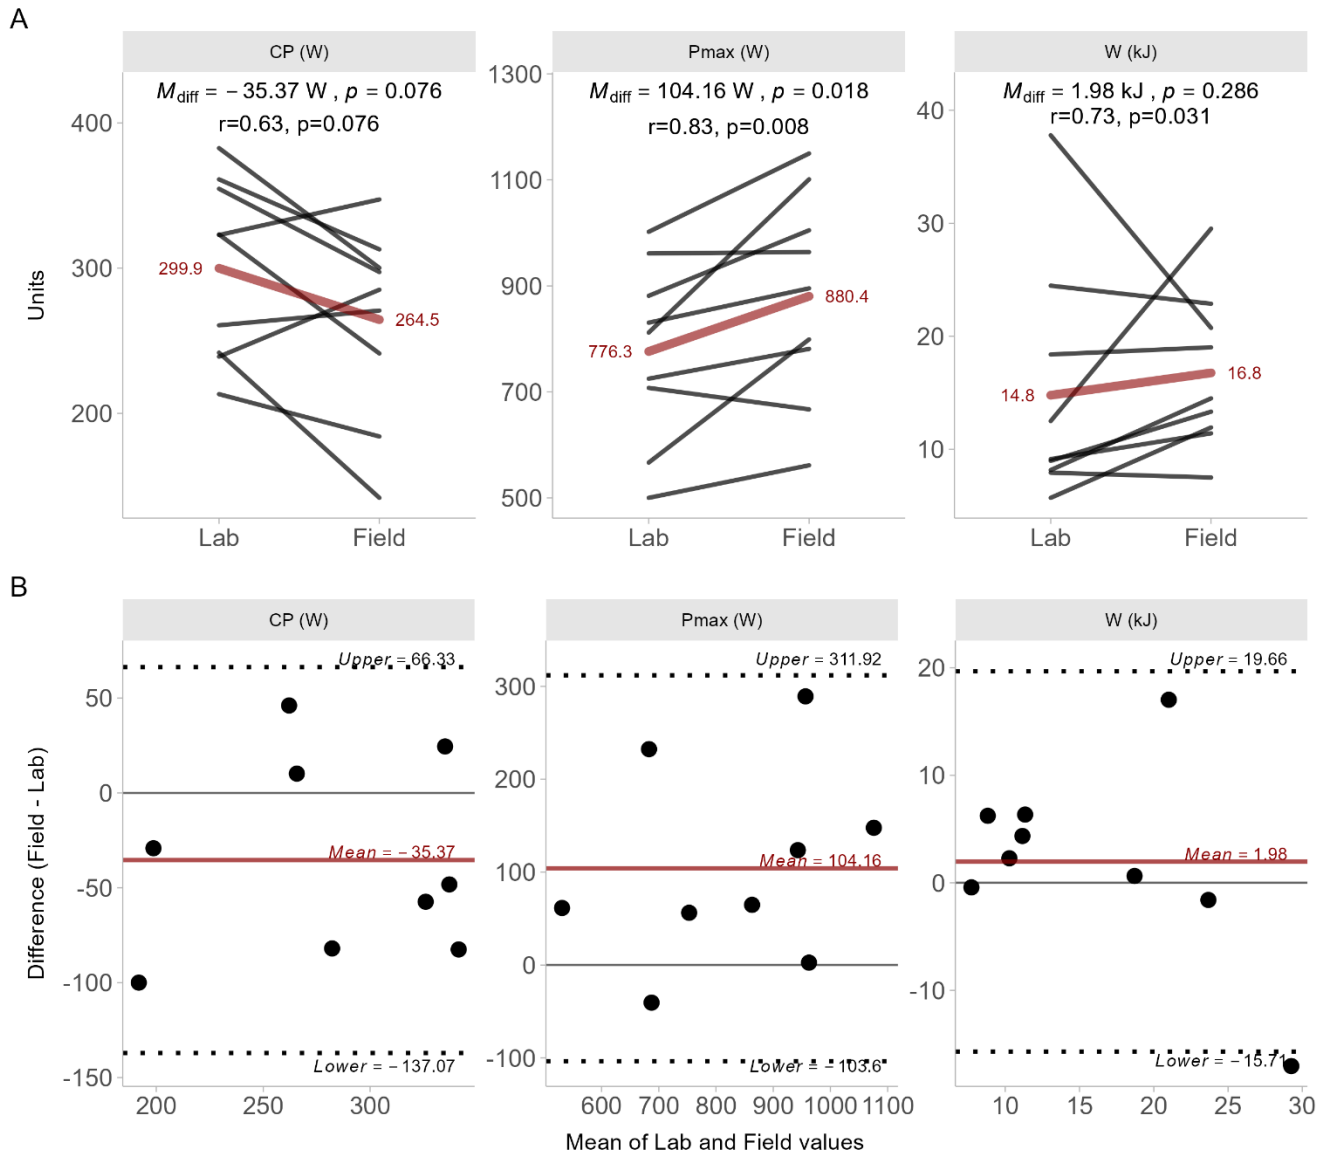 A
CP (W)
Pmax (W)
W (kJ)
Mdiff = − 35.37 W , p = 0.076
r=0.63, p=0.076
Mdiff = 104.16 W , p = 0.018
r=0.83, p=0.008
Mdiff = 1.98 kJ , p = 0.286
r=0.73, p=0.031
Units
400
300
200
299.9
264.5
Lab
Field
1300
1100
900
700
500
776.3
880.4
Lab
Field
40
30
20
10
14.8
16.8
Lab
Field
B
CP (W)
Pmax (W)
W (kJ)
Difference (Field - Lab)
50
0
-50
-100
-150
Upper = 66.33
Mean = − 35.37
Lower = − 137.07
200
250
300
300
200
100
0
-100
Upper = 311.92
Mean = 104.16
Lower = − 103.6
600
700
800
900
1000
1100
20
10
0
-10
Upper = 19.66
Mean = 1.98
Lower = − 15.71
10
15
20
25
30
Mean of Lab and Field values